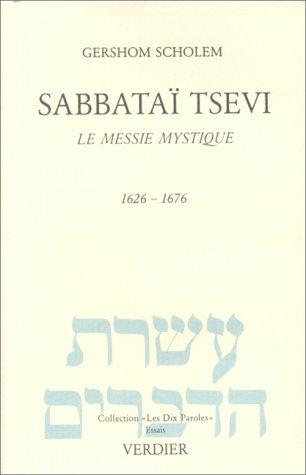 GERSHOM SCHOLEM
SABBATAÏ TSEVI
LE MESSIE MYSTIQUE
1626 – 1676
עשרת
הדברים
Collection «Les Dix Paroles»
Essais
VERDIER